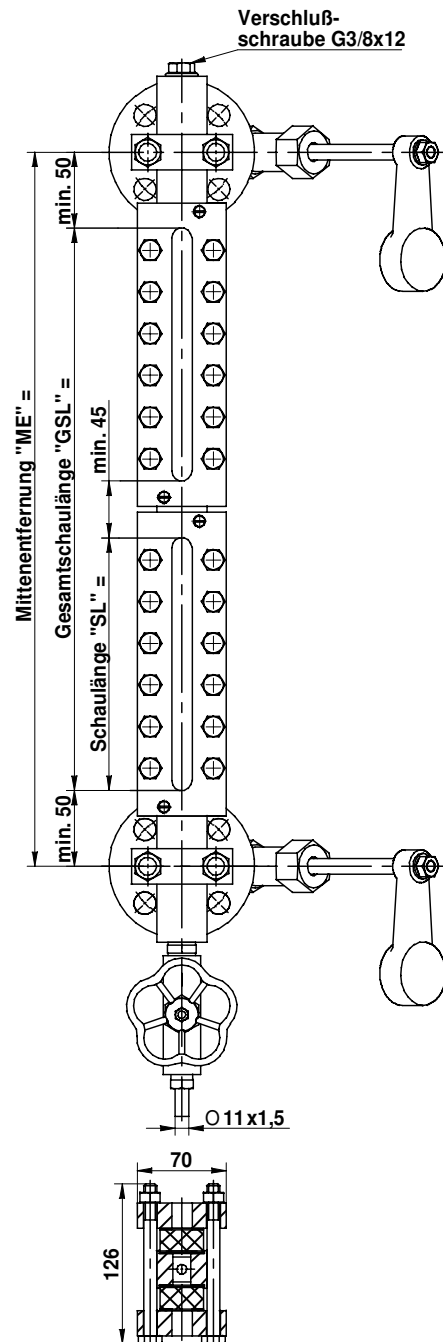 Verschluß-
schraube G3/8x12
min. 50
Mittenentfernung "ME" =
Gesamtschaulänge "GSL" =
min. 45
Schaulänge "SL" =
min. 50
O 11x1,5
70
126